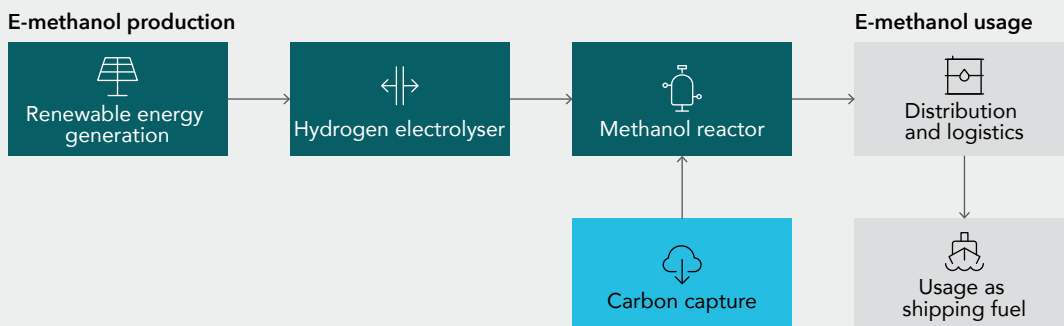 E-methanol production
E-methanol usage
Renewable energy
generation
Hydrogen electrolyser
Methanol reactor
Distribution
and logistics
Carbon capture
Usage as
shipping fuel